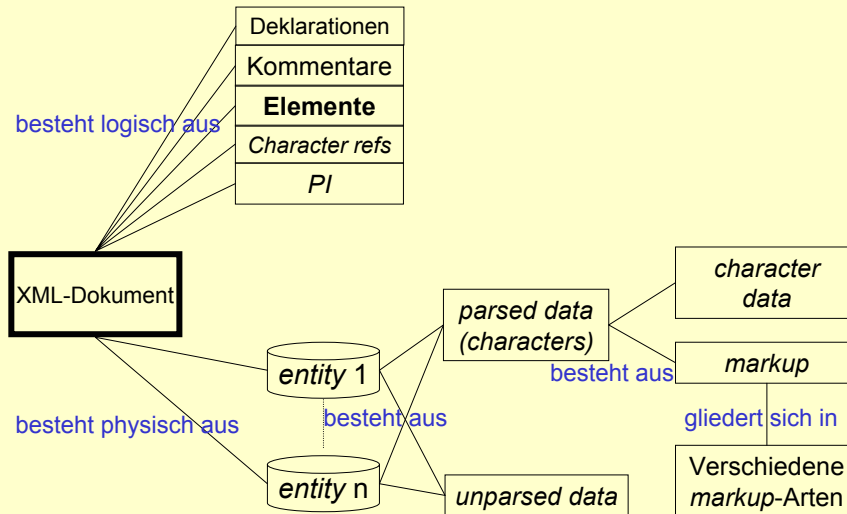 Deklarationen
Kommentare
Elemente
besteht logisch aus
Character refs
PI
XML-Dokument
character
data
parsed data
(characters)
entity 1
besteht aus
markup
besteht physisch aus
besteht aus
gliedert sich in
entity n
unparsed data
Verschiedene
markup-Arten